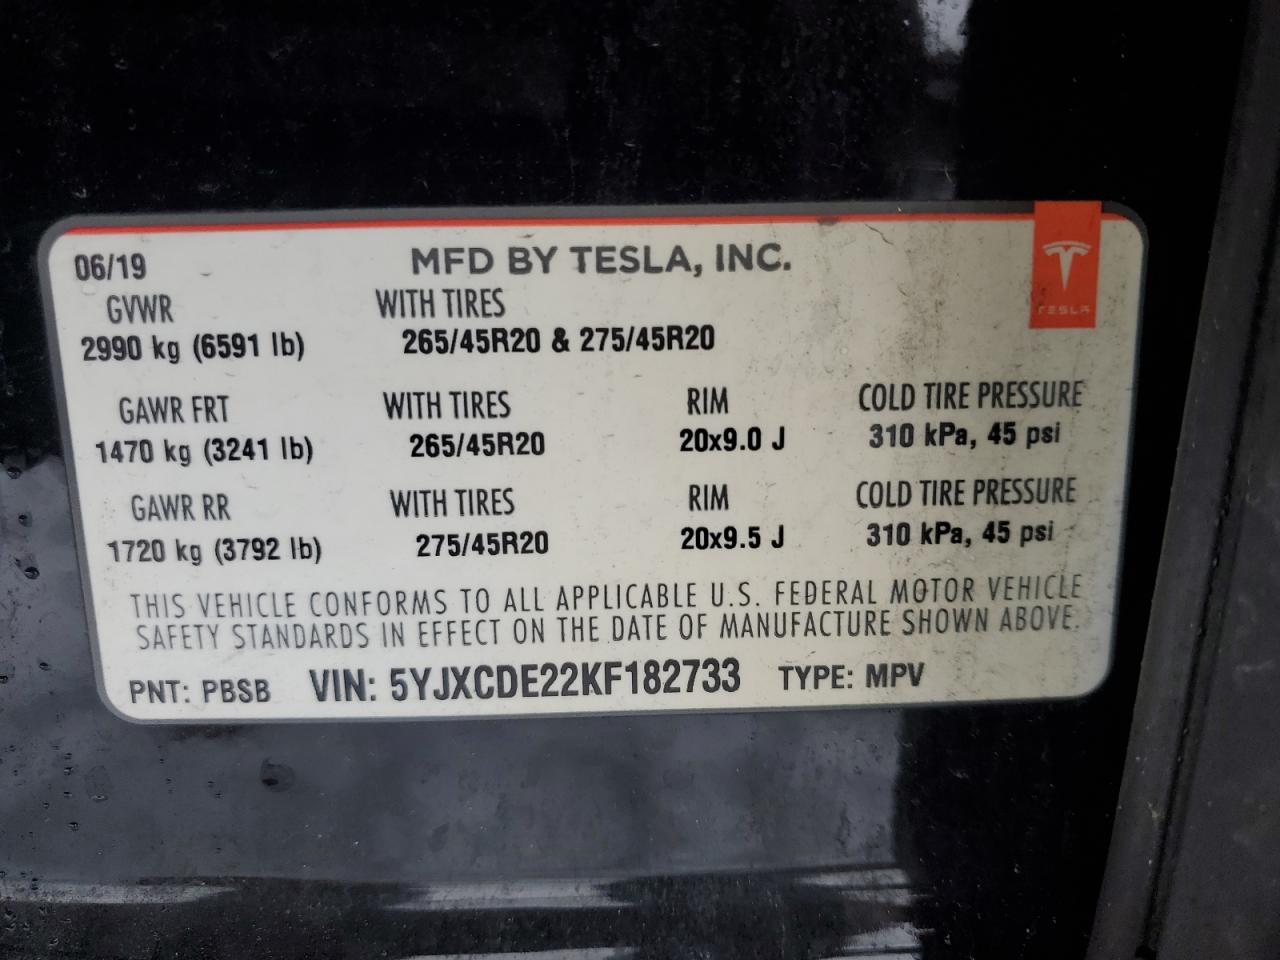 06/19 MFD BY TESLA, INC.
TESLA
GVWR WITH TIRES
2990 kg (6591 lb) 265/45R20 & 275/45R20
GAWR FRT WITH TIRES RIM COLD TIRE PRESSURE
1470 kg (3241 lb) 265/45R20 20x9.0 J 310 kPa, 45 psi
GAWR RR WITH TIRES RIM COLD TIRE PRESSURE
1720 kg (3792 lb) 275/45R20 20x9.5 J 310 kPa, 45 psi
THIS VEHICLE CONFORMS TO ALL APPLICABLE U.S. FEDERAL MOTOR VEHICLE
SAFETY STANDARDS IN EFFECT ON THE DATE OF MANUFACTURE SHOWN ABOVE.
PNT: PBSB VIN: 5YJXCDE22KF182733 TYPE: MPV